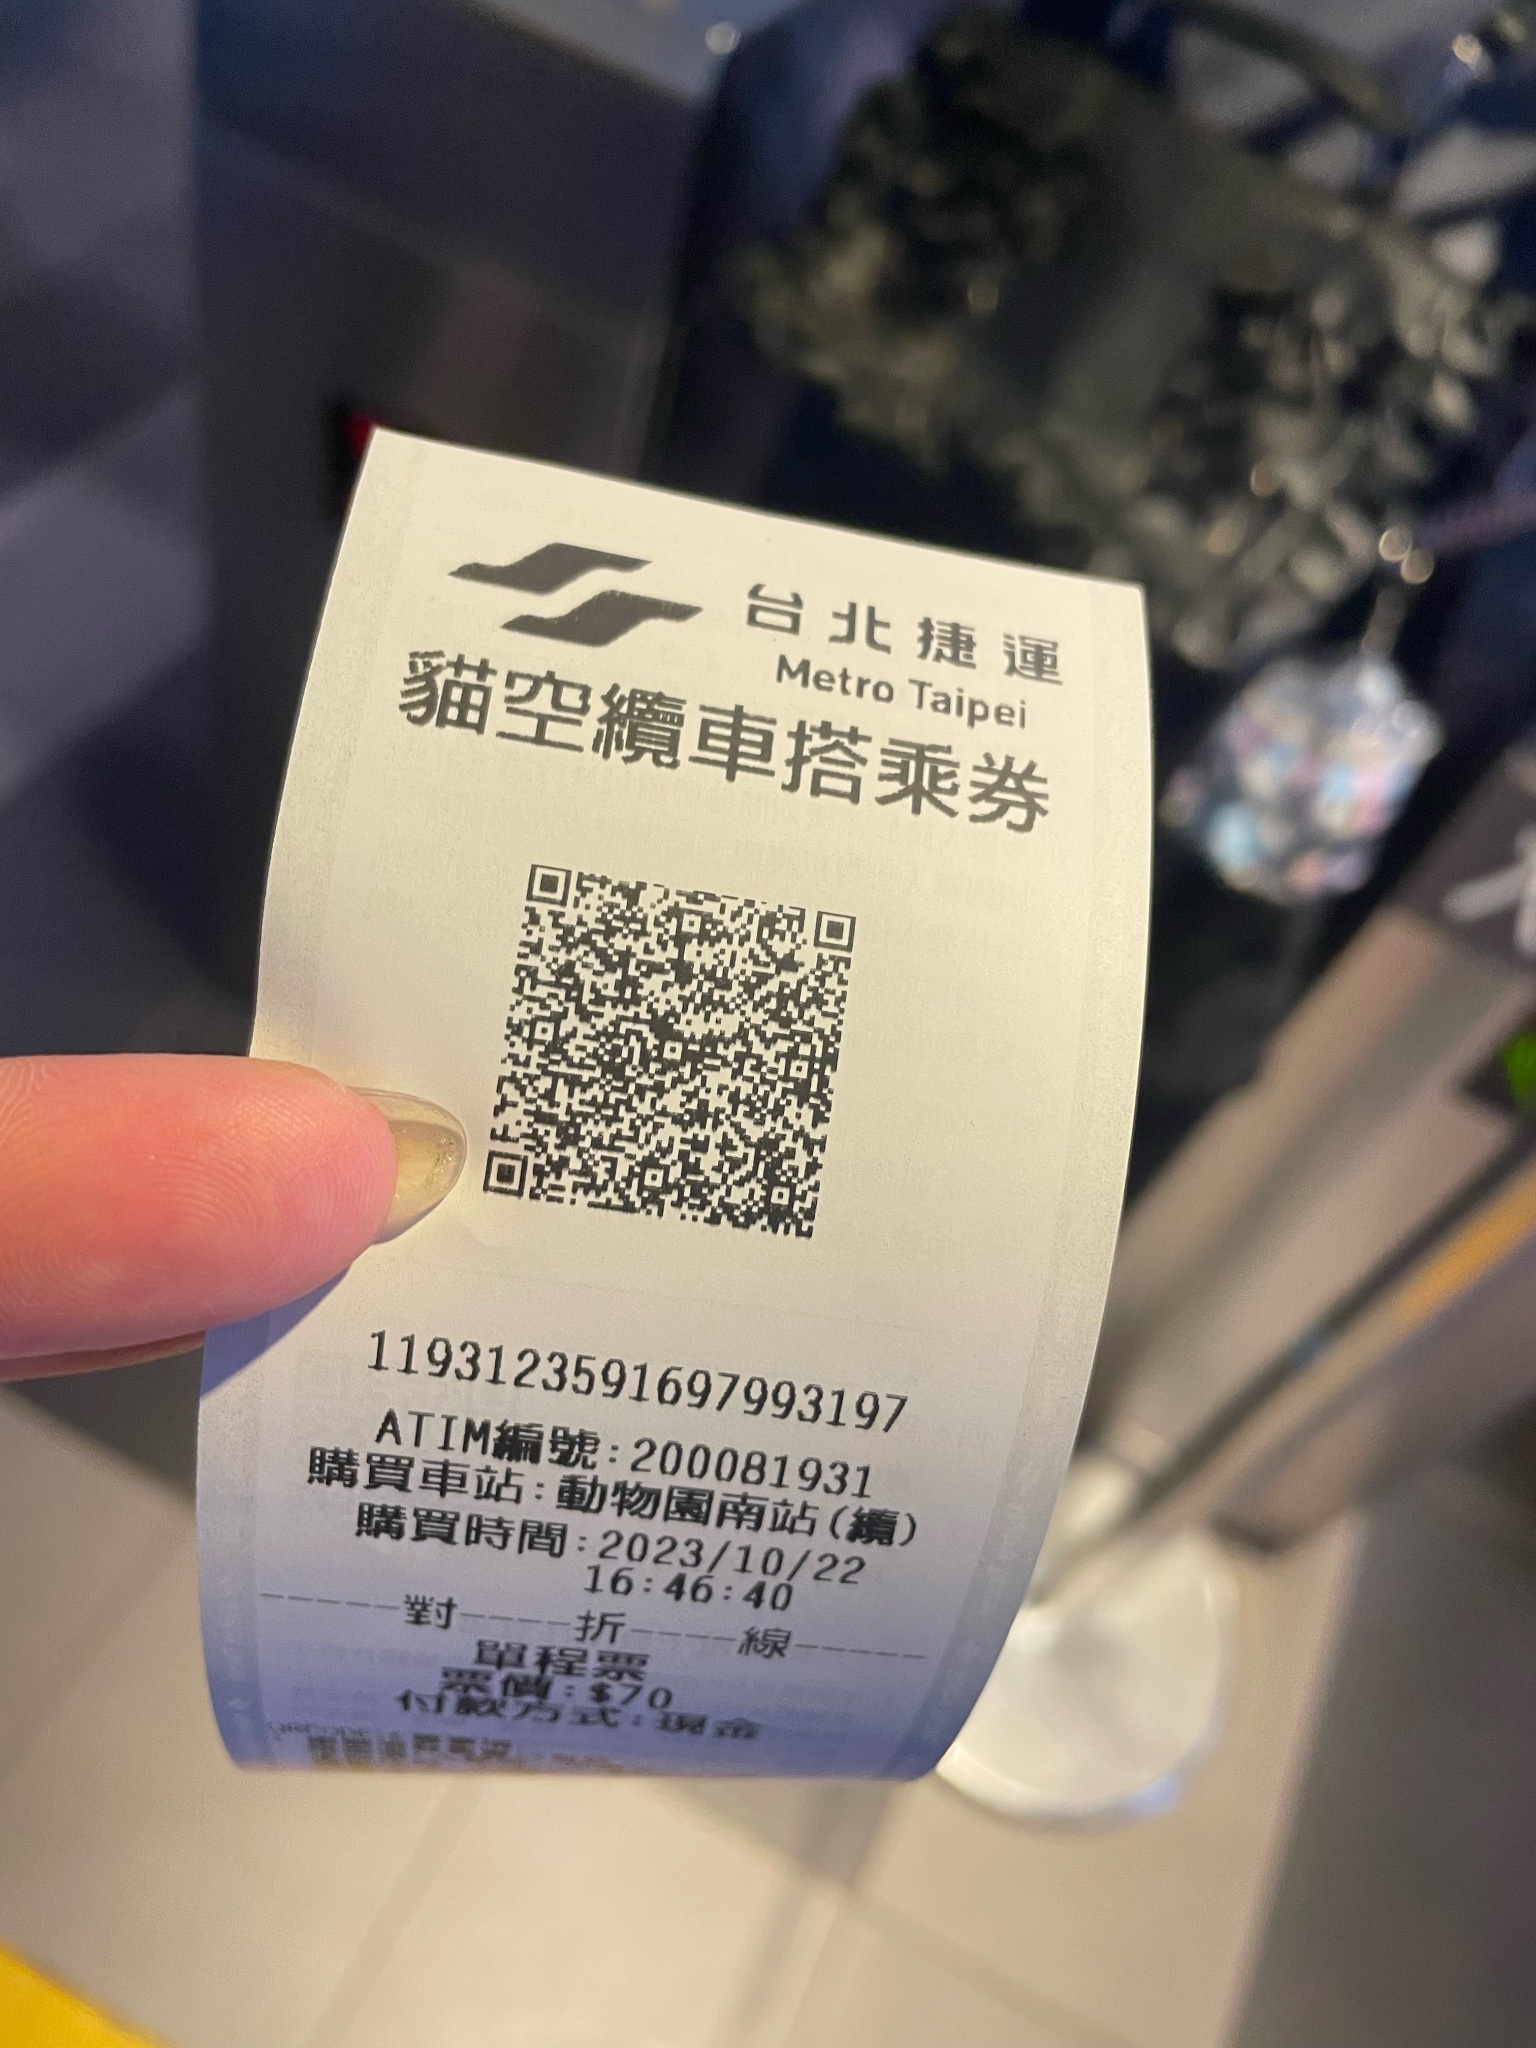 台北捷運
Metro Taipei
貓空纜車搭乘券
1193123591697993197
ATIM編號:200081931
購買車站:動物園南站(纜)
購買時間:2023/10/22
16:46:40
-----對----折----線-----
單程票
票價:$70
付款方式:現金